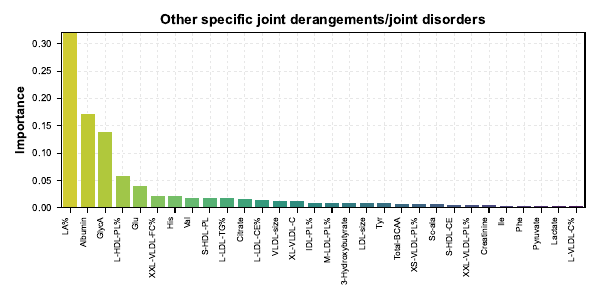 Other specific joint derangements/joint disorders
Importance
0.30
0.25
0.20
0.15
0.10
0.05
0.00
LA%
Albumin
GlycA
L-HDL-PL%
Glu
XXL-VLDL-FC%
His
Val
S-HDL-PL
L-LDL-TG%
Citrate
L-LDL-CE%
VLDL-size
XL-VLDL-C
IDL-PL%
M-LDL-PL%
3-Hydroxybutyrate
LDL-size
Tyr
Total-BCAA
XS-VLDL-PL%
Sc-ala
S-HDL-CE
XXL-VLDL-PL%
Creatinine
Ile
Phe
Pyruvate
Lactate
L-VLDL-C%